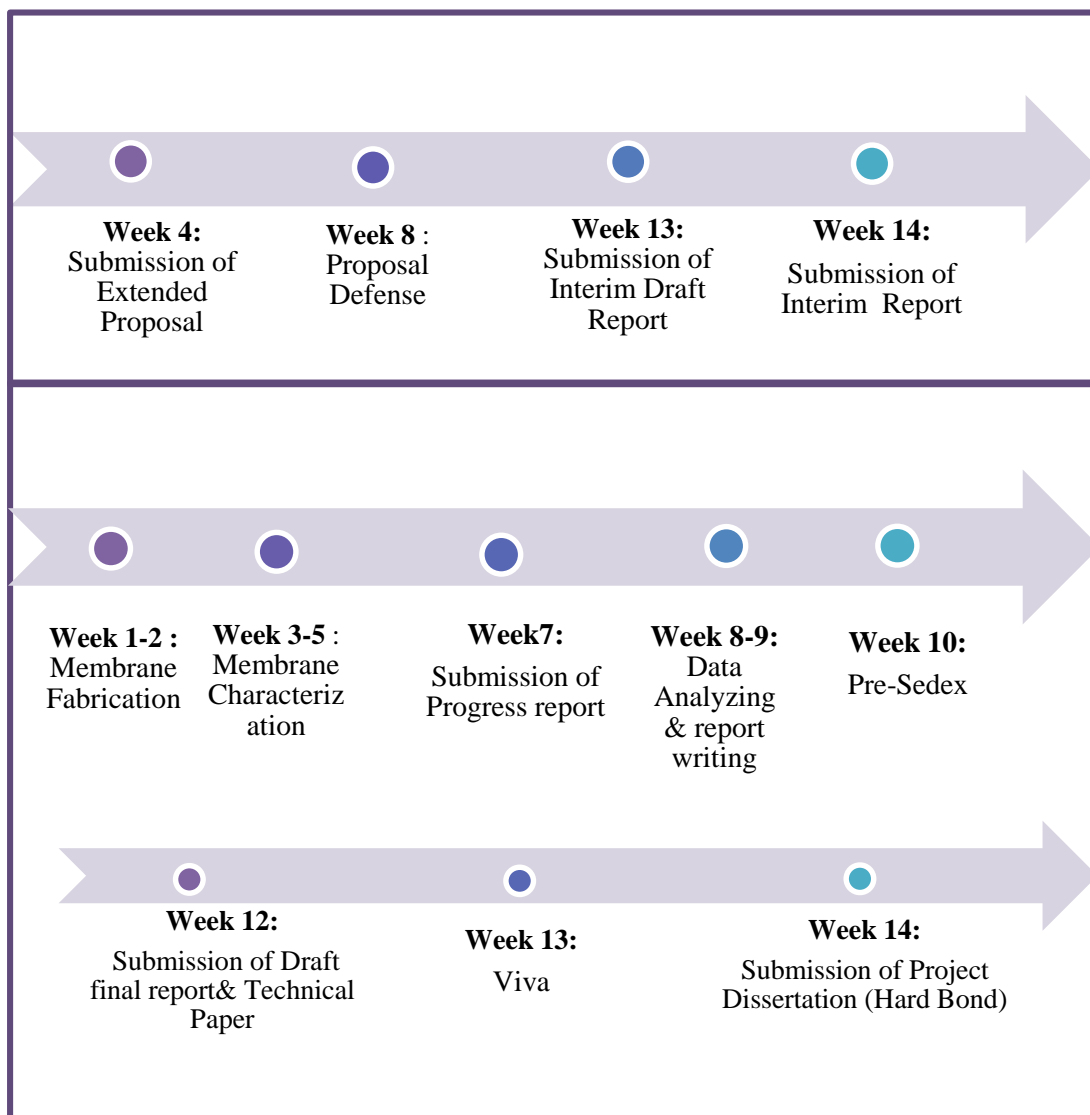 Week 4:
Submission of
Extended
Proposal
Week 8 :
Proposal
Defense
Week 13:
Submission of
Interim Draft
Report
Week 14:
Submission of
Interim Report
Week 1-2 :
Membrane
Fabrication
Week 3-5 :
Membrane
Characteriz
ation
Week7:
Submission of
Progress report
Week 8-9:
Data
Analyzing
& report
writing
Week 10:
Pre-Sedex
Week 12:
Submission of Draft
final report& Technical
Paper
Week 13:
Viva
Week 14:
Submission of Project
Dissertation (Hard Bond)